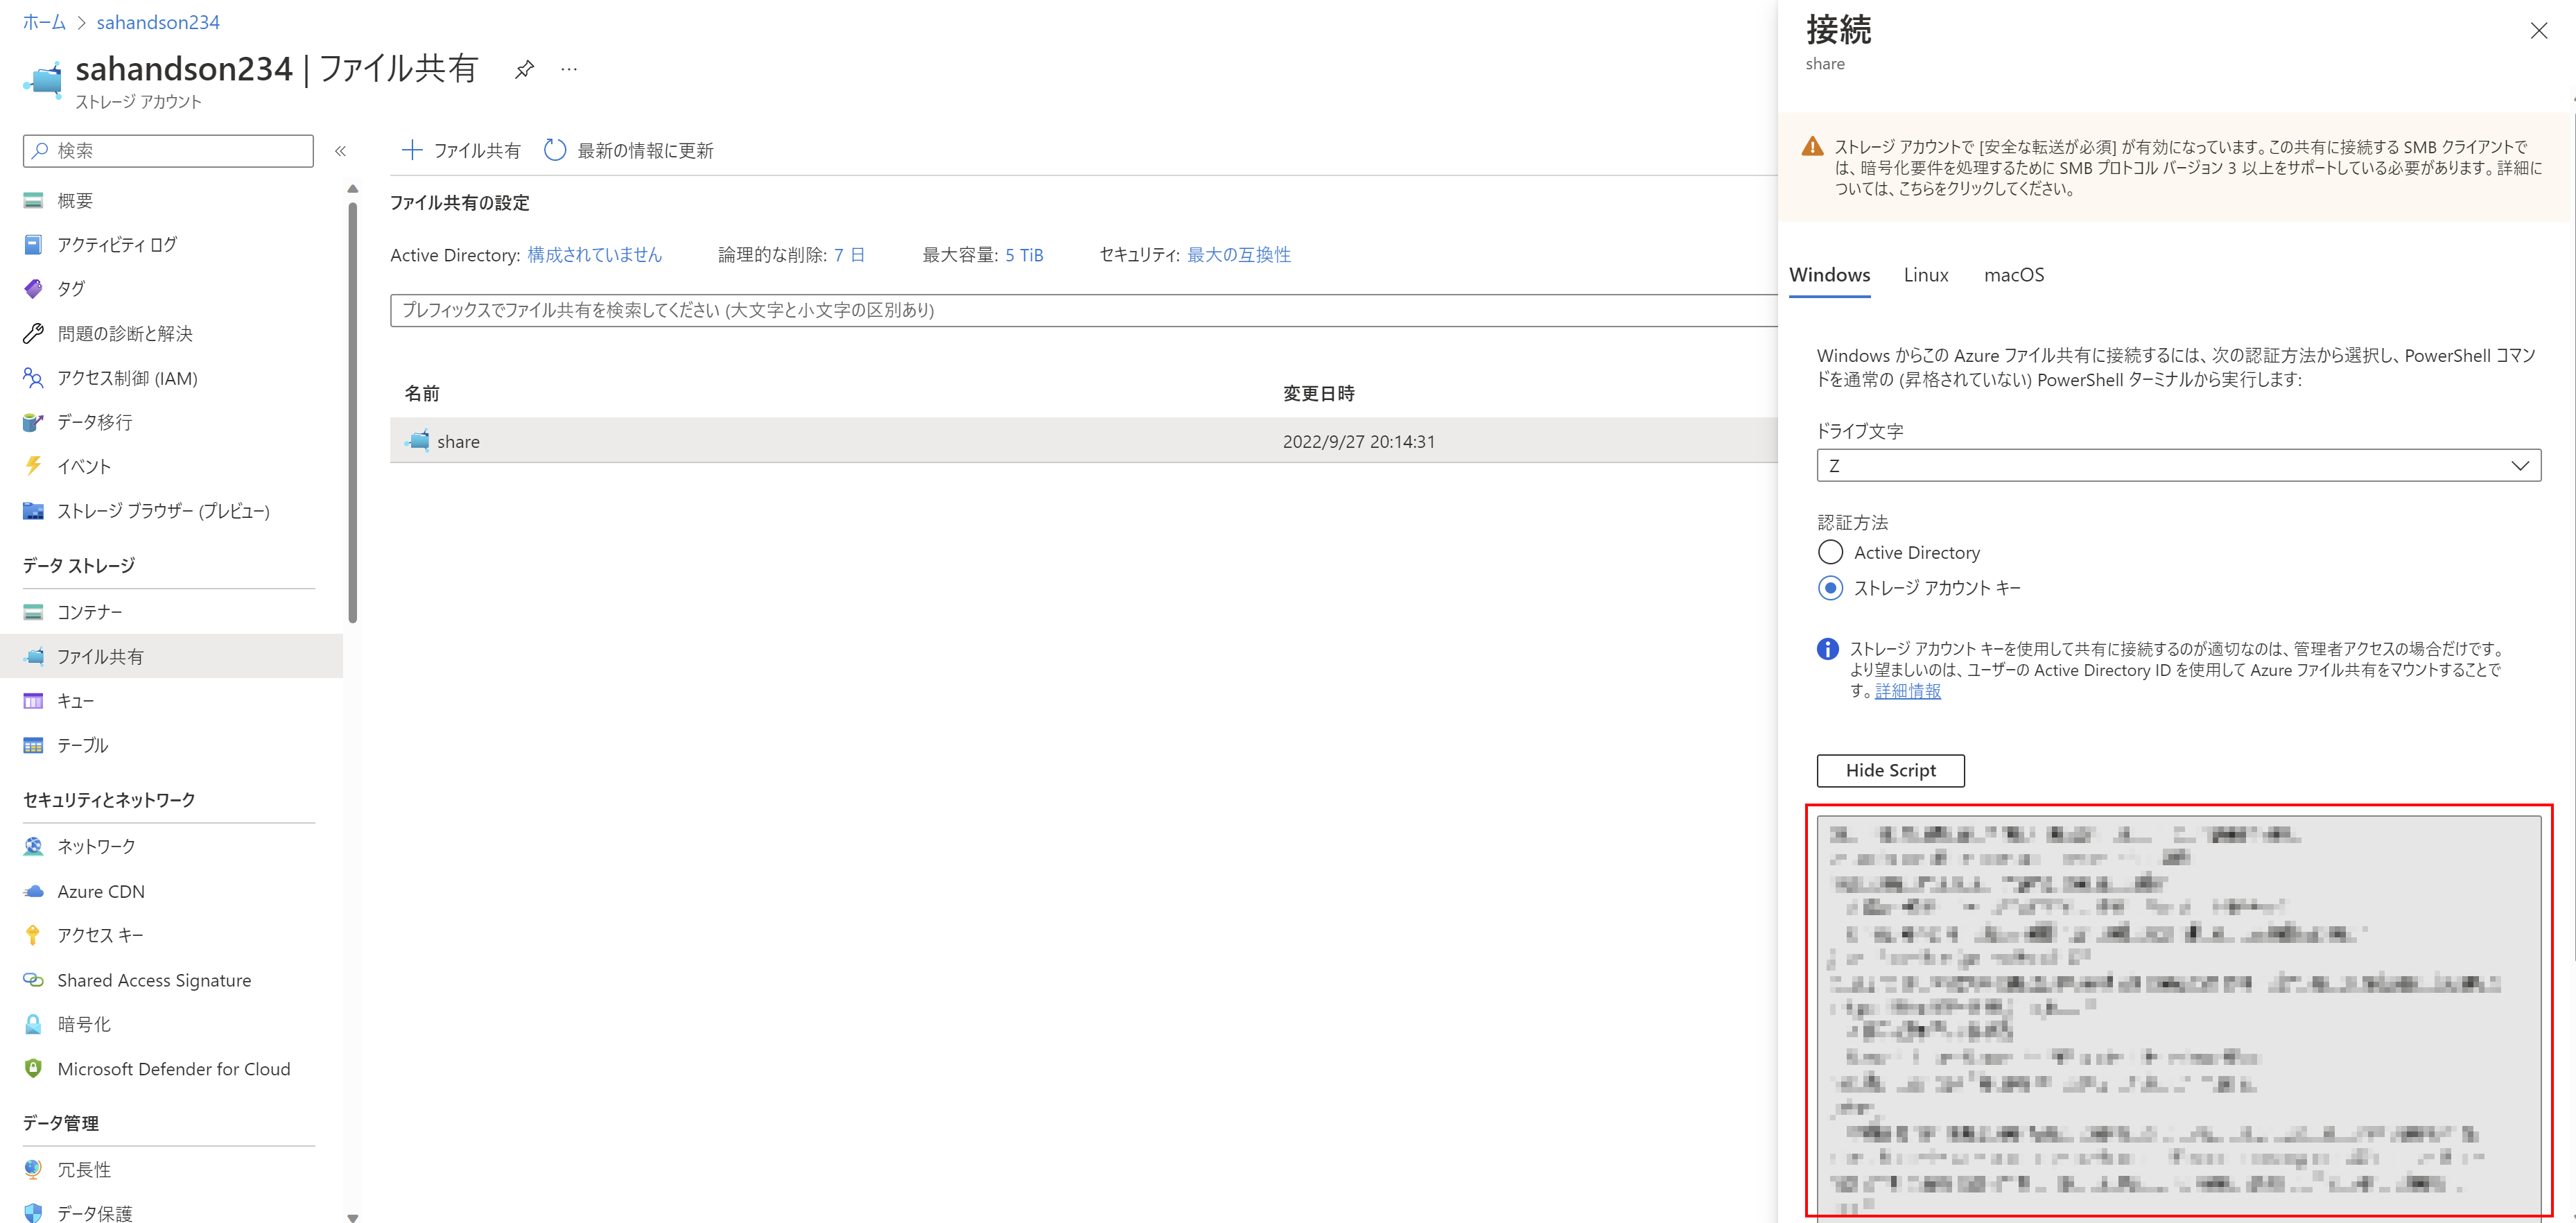 ホーム > sahandson234
sahandson234 | ファイル共有 ...
ストレージ アカウント
検索
«
概要
アクティビティ ログ
タグ
問題の診断と解決
アクセス制御 (IAM)
データ移行
イベント
ストレージ ブラウザー (プレビュー)
データ ストレージ
コンテナー
ファイル共有
キュー
テーブル
セキュリティとネットワーク
ネットワーク
Azure CDN
アクセス キー
Shared Access Signature
暗号化
Microsoft Defender for Cloud
データ管理
冗長性
データ保護
ファイル共有 最新の情報に更新
ファイル共有の設定
Active Directory: 構成されていません 論理的な削除: 7 日 最大容量: 5 TiB セキュリティ: 最大の互換性
プレフィックスでファイル共有を検索してください (大文字と小文字の区別あり)
名前 変更日時
share 2022/9/27 20:14:31
接続
share
ストレージ アカウントで [安全な転送が必須] が有効になっています。この共有に接続する SMB クライアントで
は、暗号化要件を処理するために SMB プロトコル バージョン 3 以上をサポートしている必要があります。詳細に
ついては、こちらをクリックしてください。
Windows Linux macOS
Windows からこの Azure ファイル共有に接続するには、次の認証方法から選択し、PowerShell コマン
ドを通常の (昇格されていない) PowerShell ターミナルから実行します:
ドライブ文字
Z
認証方法
Active Directory
ストレージ アカウント キー
ストレージ アカウント キーを使用して共有に接続するのが適切なのは、管理者アクセスの場合だけです。
より望ましいのは、ユーザーの Active Directory ID を使用して Azure ファイル共有をマウントすることで
す。詳細情報
Hide Script